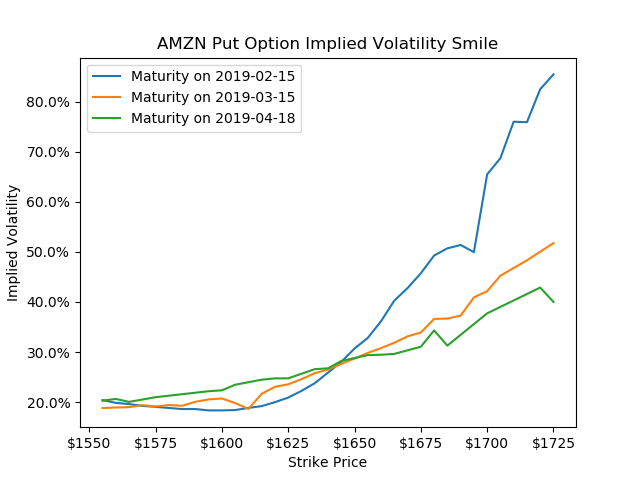 AMZN Put Option Implied Volatility Smile
Maturity on 2019-02-15
Maturity on 2019-03-15
Maturity on 2019-04-18
80.0%
70.0%
60.0%
50.0%
40.0%
30.0%
20.0%
Implied Volatility
$1550
$1575
$1600
$1625
$1650
$1675
$1700
$1725
Strike Price